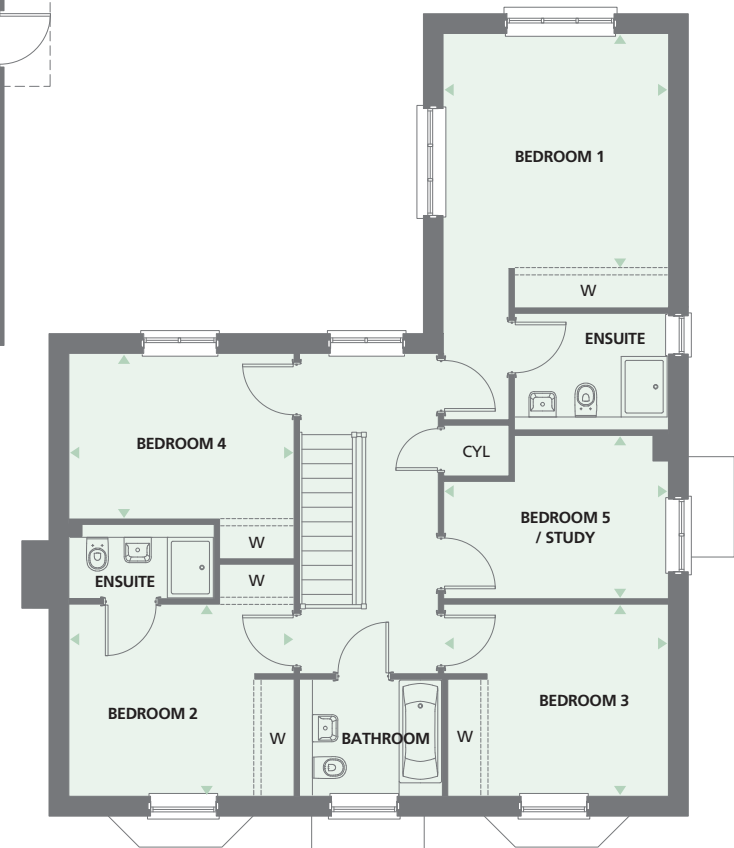 BEDROOM 1
W
ENSUITE
BEDROOM 4
CYL
BEDROOM 5
/ STUDY
W
W
ENSUITE
BEDROOM 2
W
BATHROOM
W
BEDROOM 3